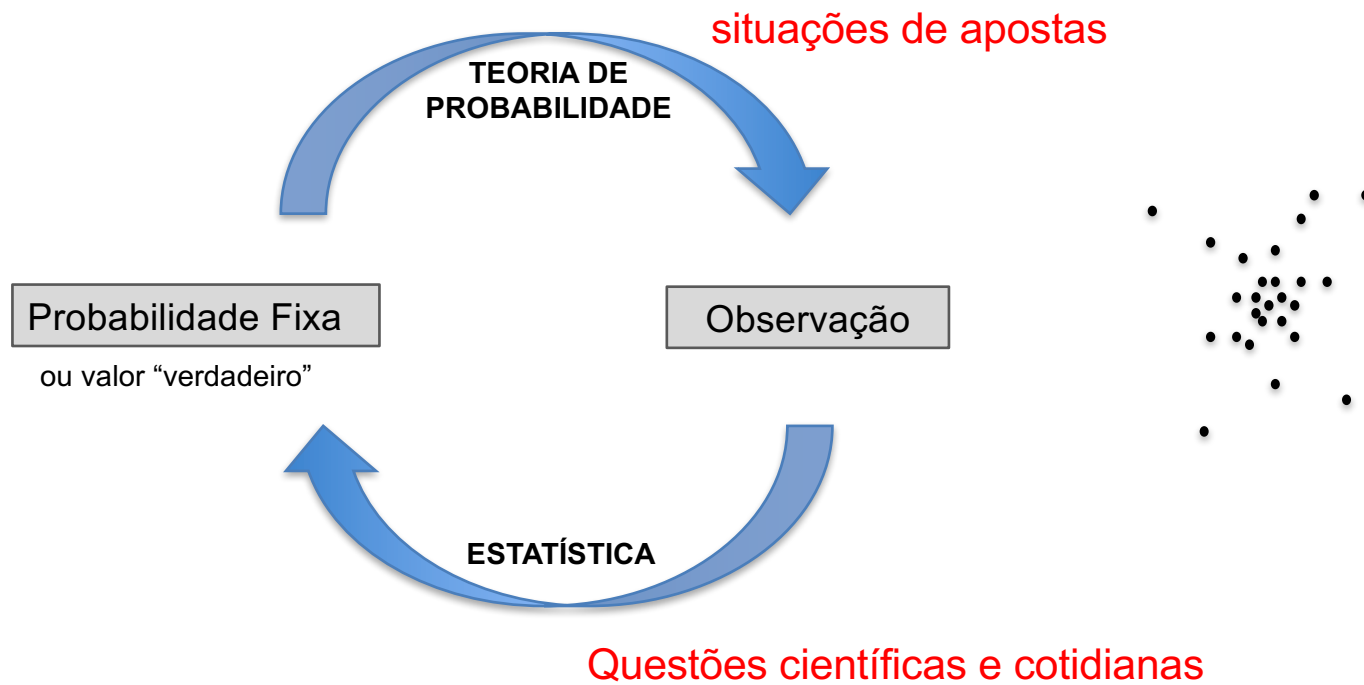 situações de apostas
TEORIA DE
PROBABILIDADE
Probabilidade Fixa
ou valor “verdadeiro”
Observação
ESTATÍSTICA
Questões científicas e cotidianas